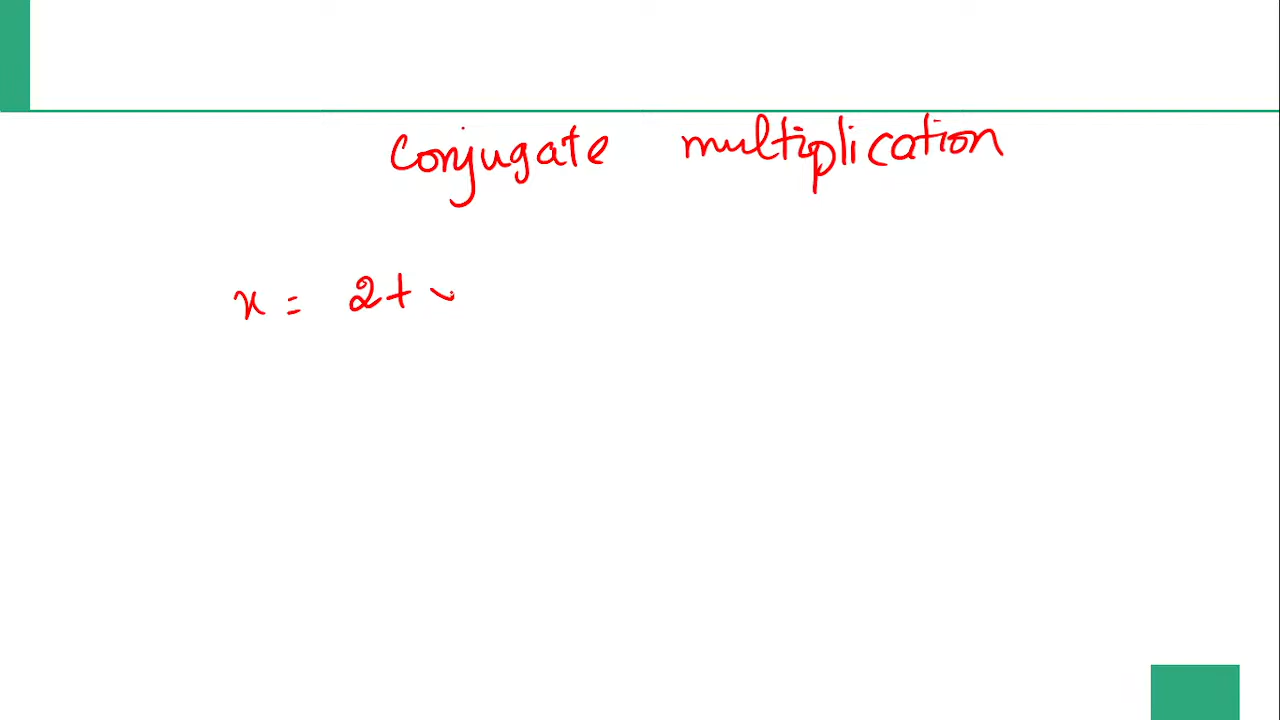 conjugate multiplication
x = 2+